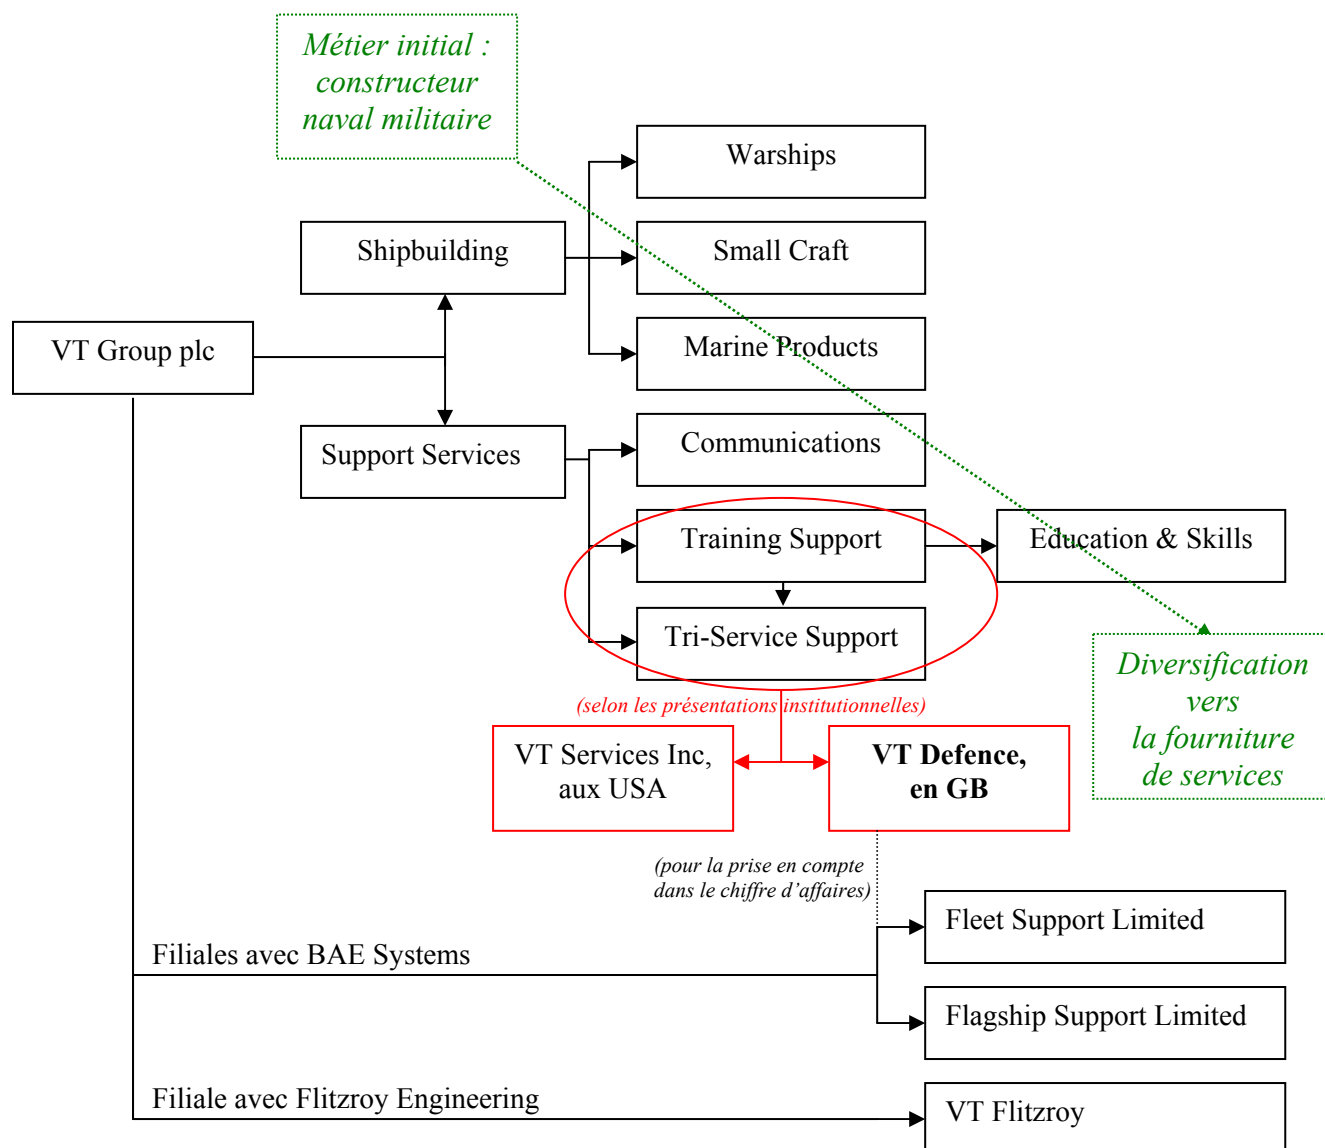 Métier initial :
constructeur
naval militaire
Warships
Shipbuilding
Small Craft
VT Group plc
Marine Products
Support Services
Communications
Training Support
Education & Skills
Tri-Service Support
(selon les présentations institutionnelles)
Diversification
vers
la fourniture
de services
VT Services Inc,
aux USA
VT Defence,
en GB
(pour la prise en compte
dans le chiffre d’affaires)
Fleet Support Limited
Filiales avec BAE Systems
Flagship Support Limited
Filiale avec Flitzroy Engineering
VT Flitzroy